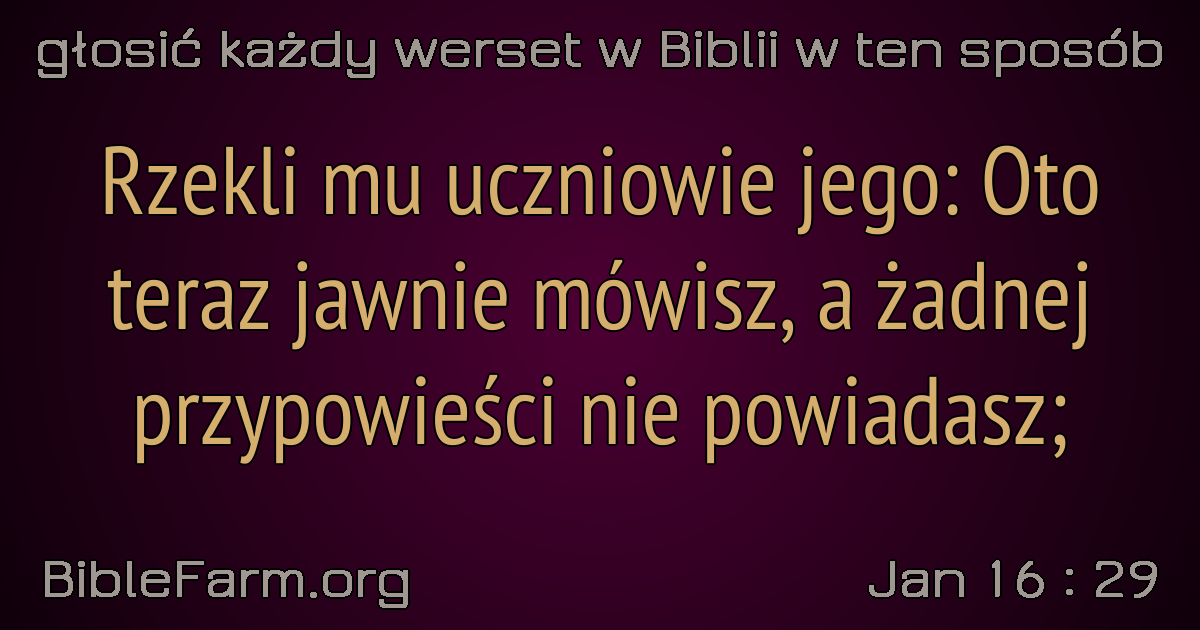 głosić każdy werset w Biblii w ten sposób
Rzekli mu uczniowie jego: Oto
teraz jawnie mówisz, a żadnej
przypowieści nie powiadasz;
BibleFarm.org
Jan 16 : 29